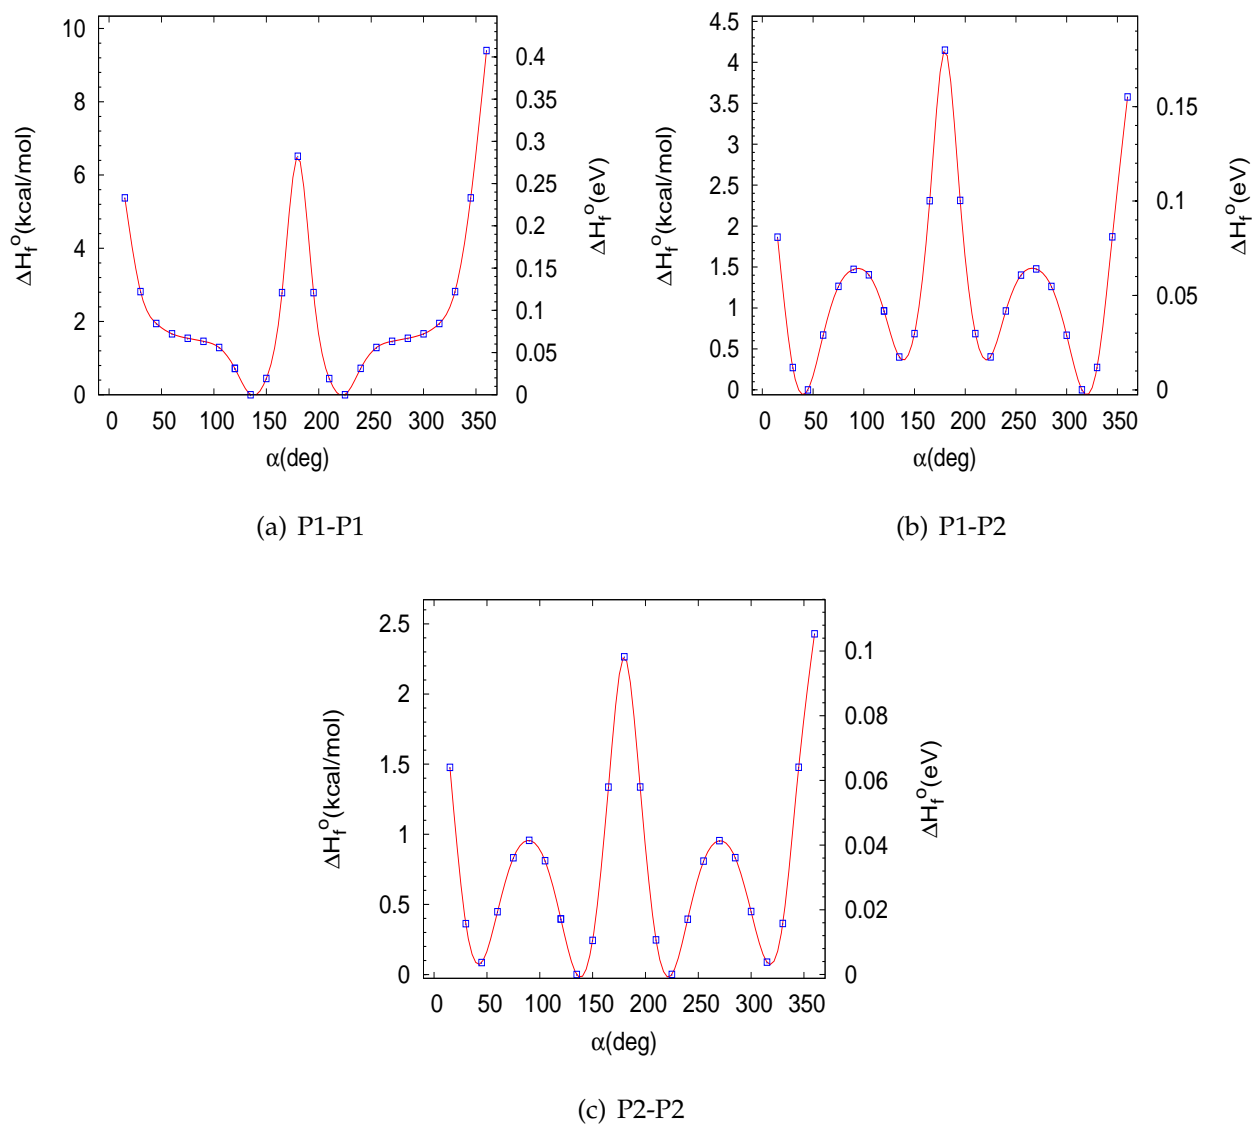 10
8
6
4
2
0
ΔH_f^o(kcal/mol)
0.4
0.35
0.3
0.25
0.2
0.15
0.1
0.05
0
ΔH_f^o(eV)
0 50 100 150 200 250 300 350
α(deg)
(a) P1-P1
4.5
4
3.5
3
2.5
2
1.5
1
0.5
0
ΔH_f^o(kcal/mol)
0.15
0.1
0.05
0
ΔH_f^o(eV)
0 50 100 150 200 250 300 350
α(deg)
(b) P1-P2
2.5
2
1.5
1
0.5
0
ΔH_f^o(kcal/mol)
0.1
0.08
0.06
0.04
0.02
0
ΔH_f^o(eV)
0 50 100 150 200 250 300 350
α(deg)
(c) P2-P2